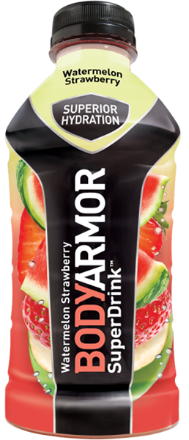 Watermelon
Strawberry
SUPERIOR
HYDRATION
Watermelon Strawberry
BODYARMOR
SuperDrink™